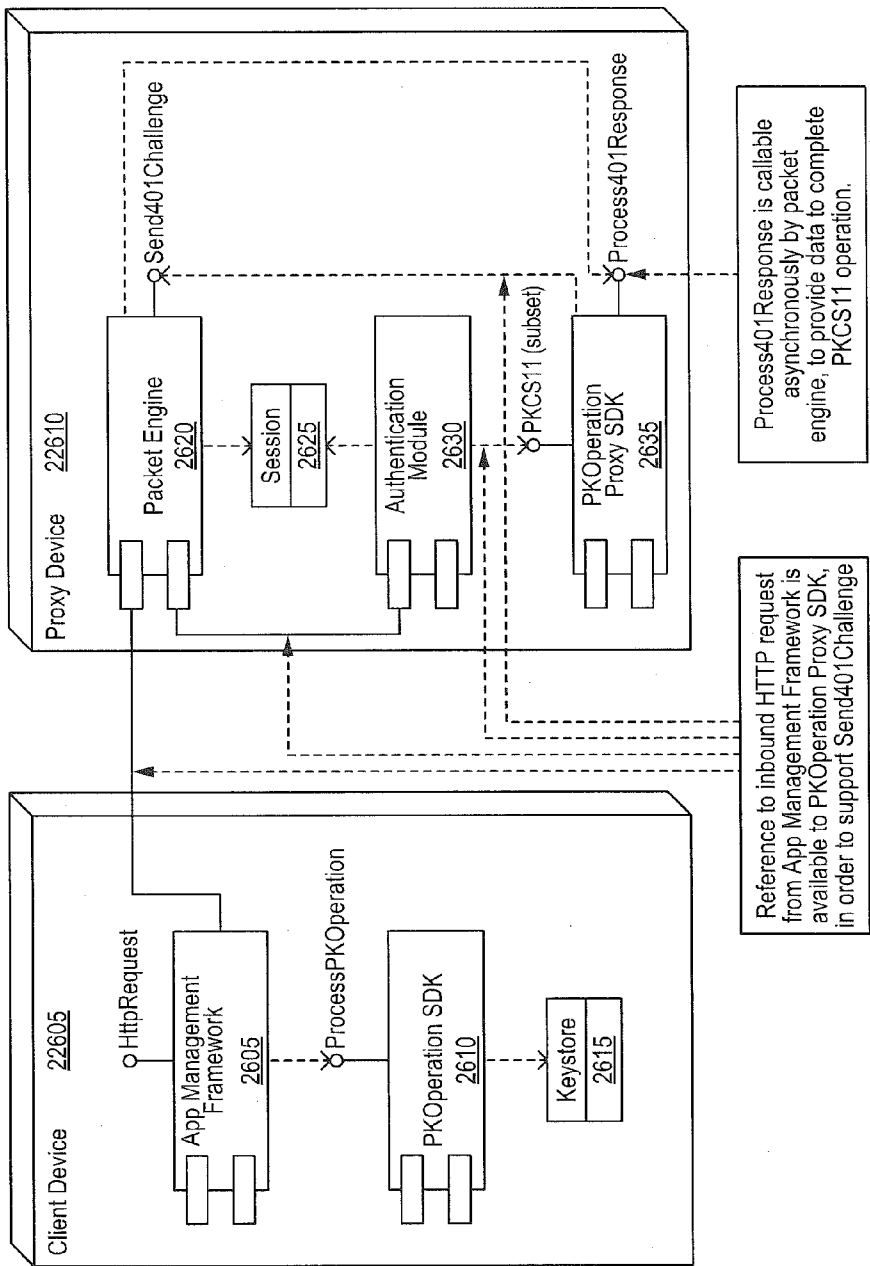 Client Device 22605
HttpRequest
App Management
Framework
2605
ProcessPKOperation
PKOperation SDK
2610
Keystore
2615
Proxy Device 22610
Packet Engine
2620
Send401Challenge
Session
2625
Authentication
Module
2630
PKCS11 (subset)
PKOperation
Proxy SDK
2635
Process401Response
Reference to inbound HTTP request
from App Management Framework is
available to PKOperation Proxy SDK,
in order to support Send401Challenge
Process401Response is callable
asynchronously by packet
engine, to provide data to complete
PKCS11 operation.